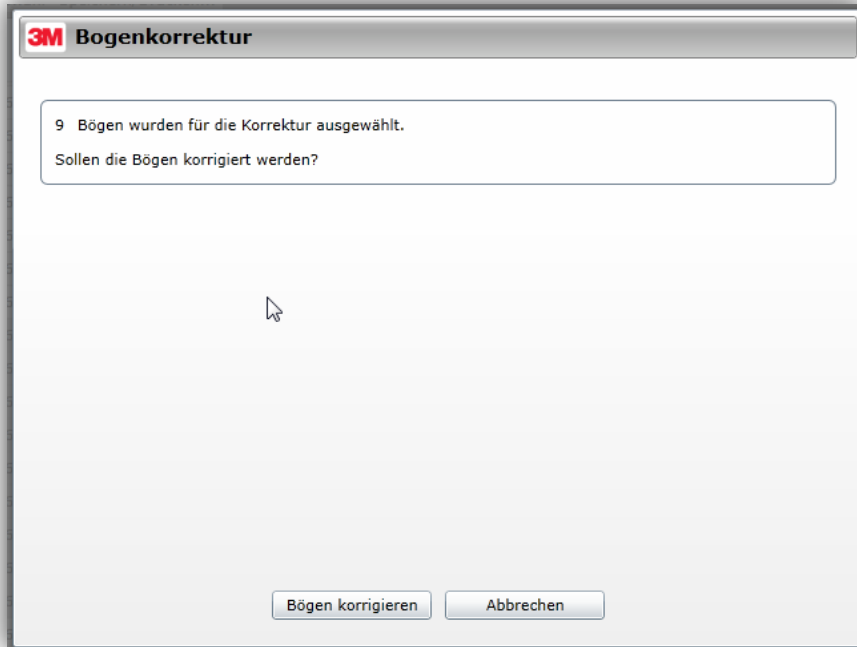 3M Bogenkorrektur
9 Bögen wurden für die Korrektur ausgewählt.
Sollen die Bögen korrigiert werden?
Bögen korrigieren Abbrechen